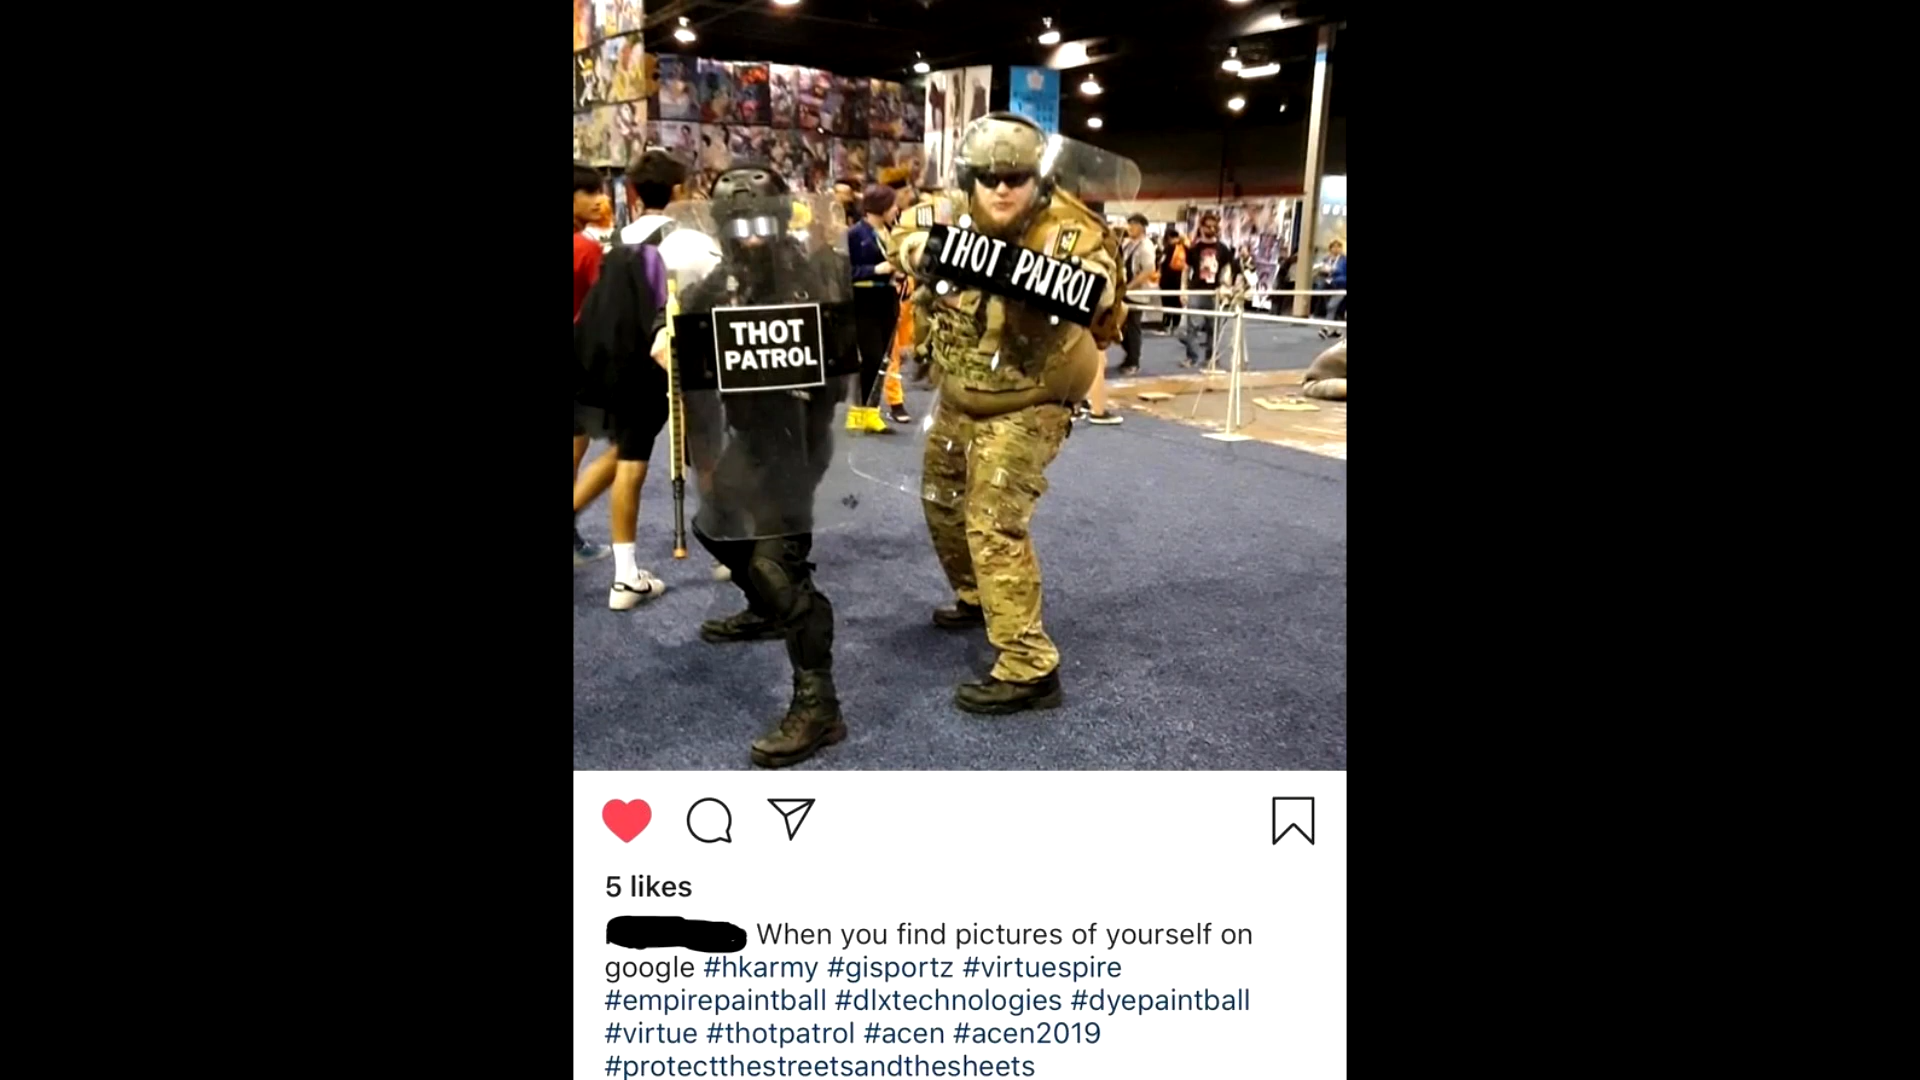 THOT PATROL
THOT
PATROL
5 likes
When you find pictures of yourself on
google #hkarmy #gisportz #virtuespire
#empirepaintball #dlxtechnologies #dyepaintball
#virtue #thotpatrol #acen #acen2019
#protectthestreetsandthesheets